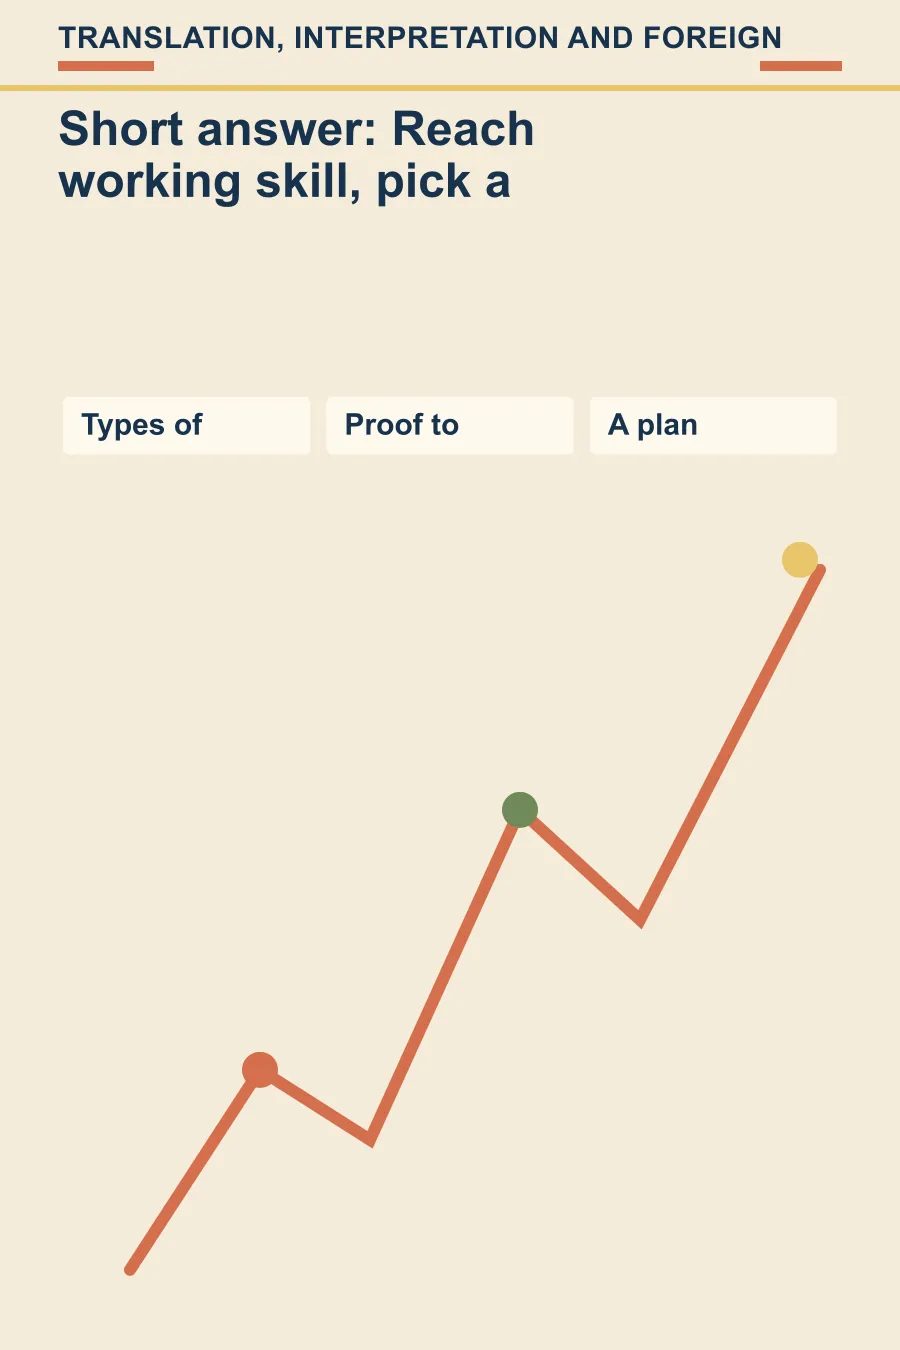 TRANSLATION, INTERPRETATION AND FOREIGN
Short answer: Reach
working skill, pick a
Types of
Proof to
A plan